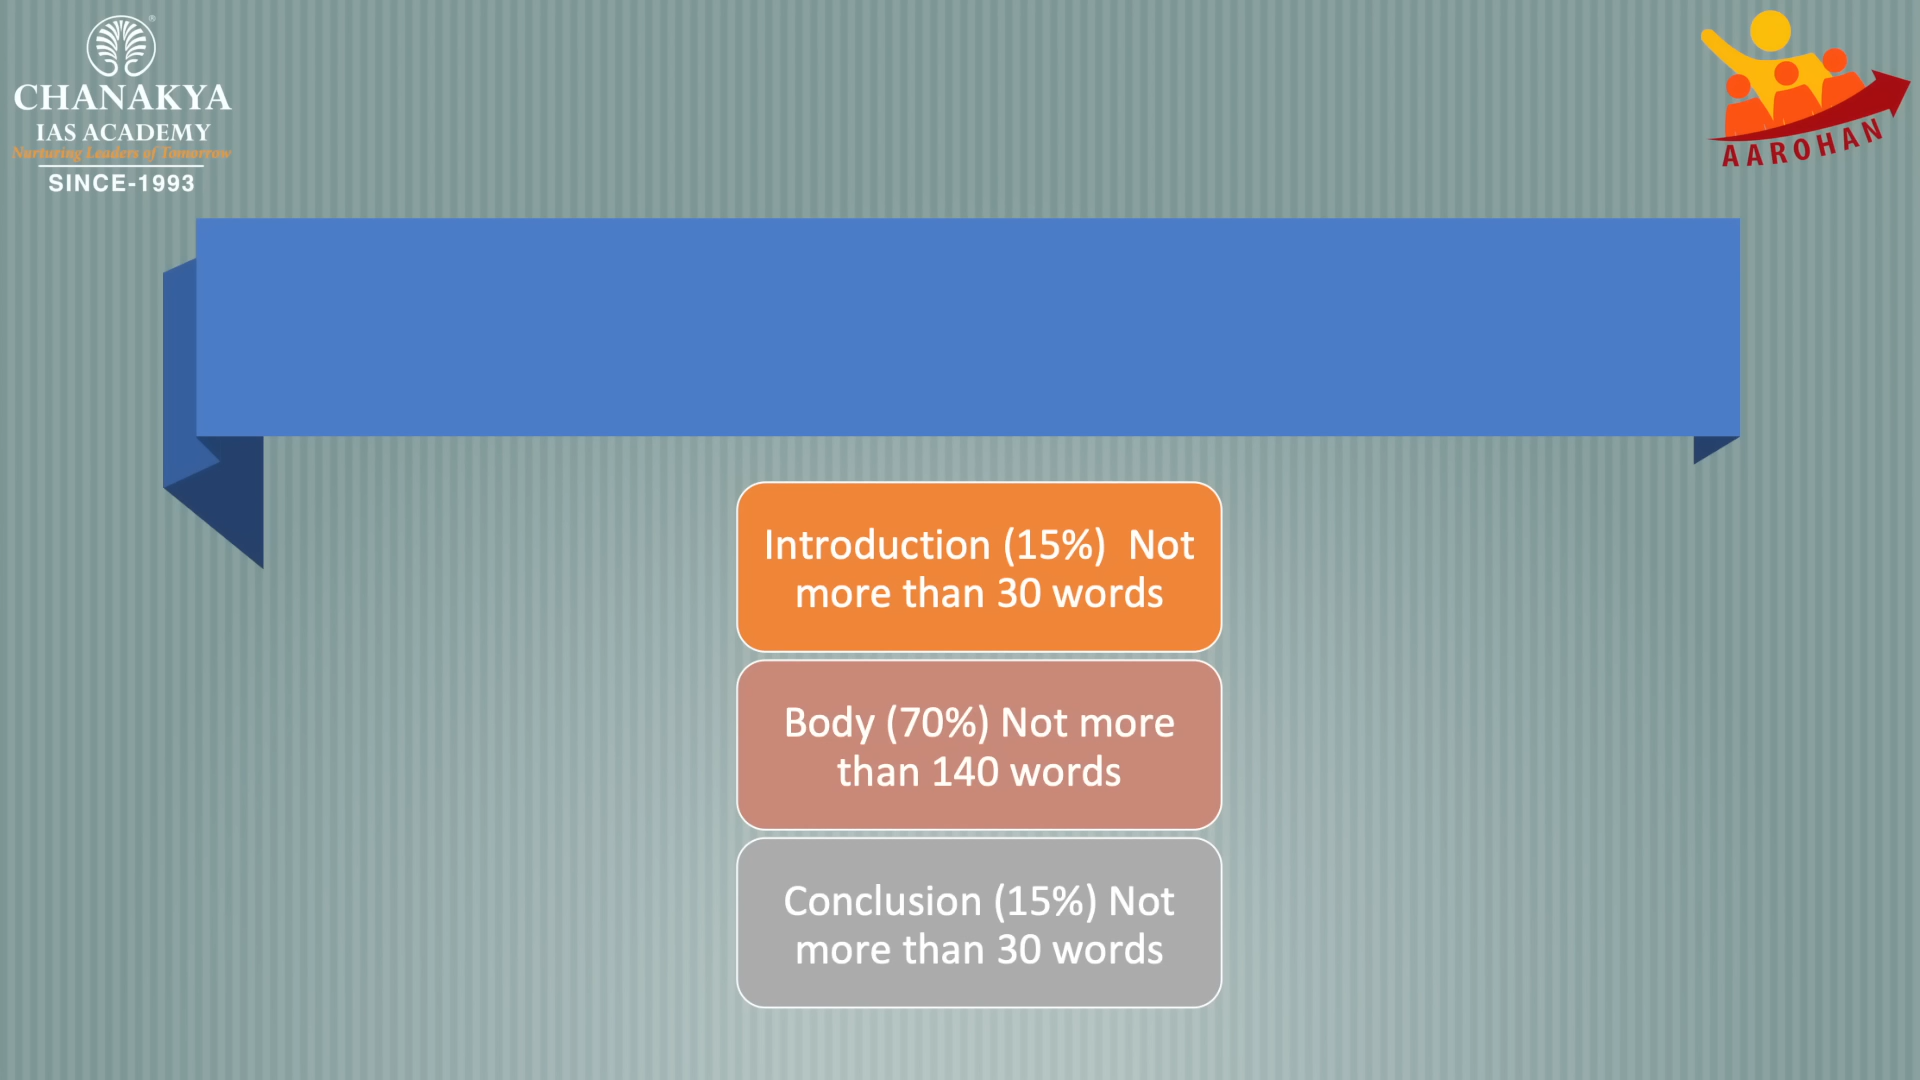 CHANAKYA
IAS ACADEMY
Nurturing Leaders of Tomorrow
SINCE-1993
AAROHAN
Introduction (15%)  Not
more than 30 words
Body (70%) Not more
than 140 words
Conclusion (15%) Not
more than 30 words